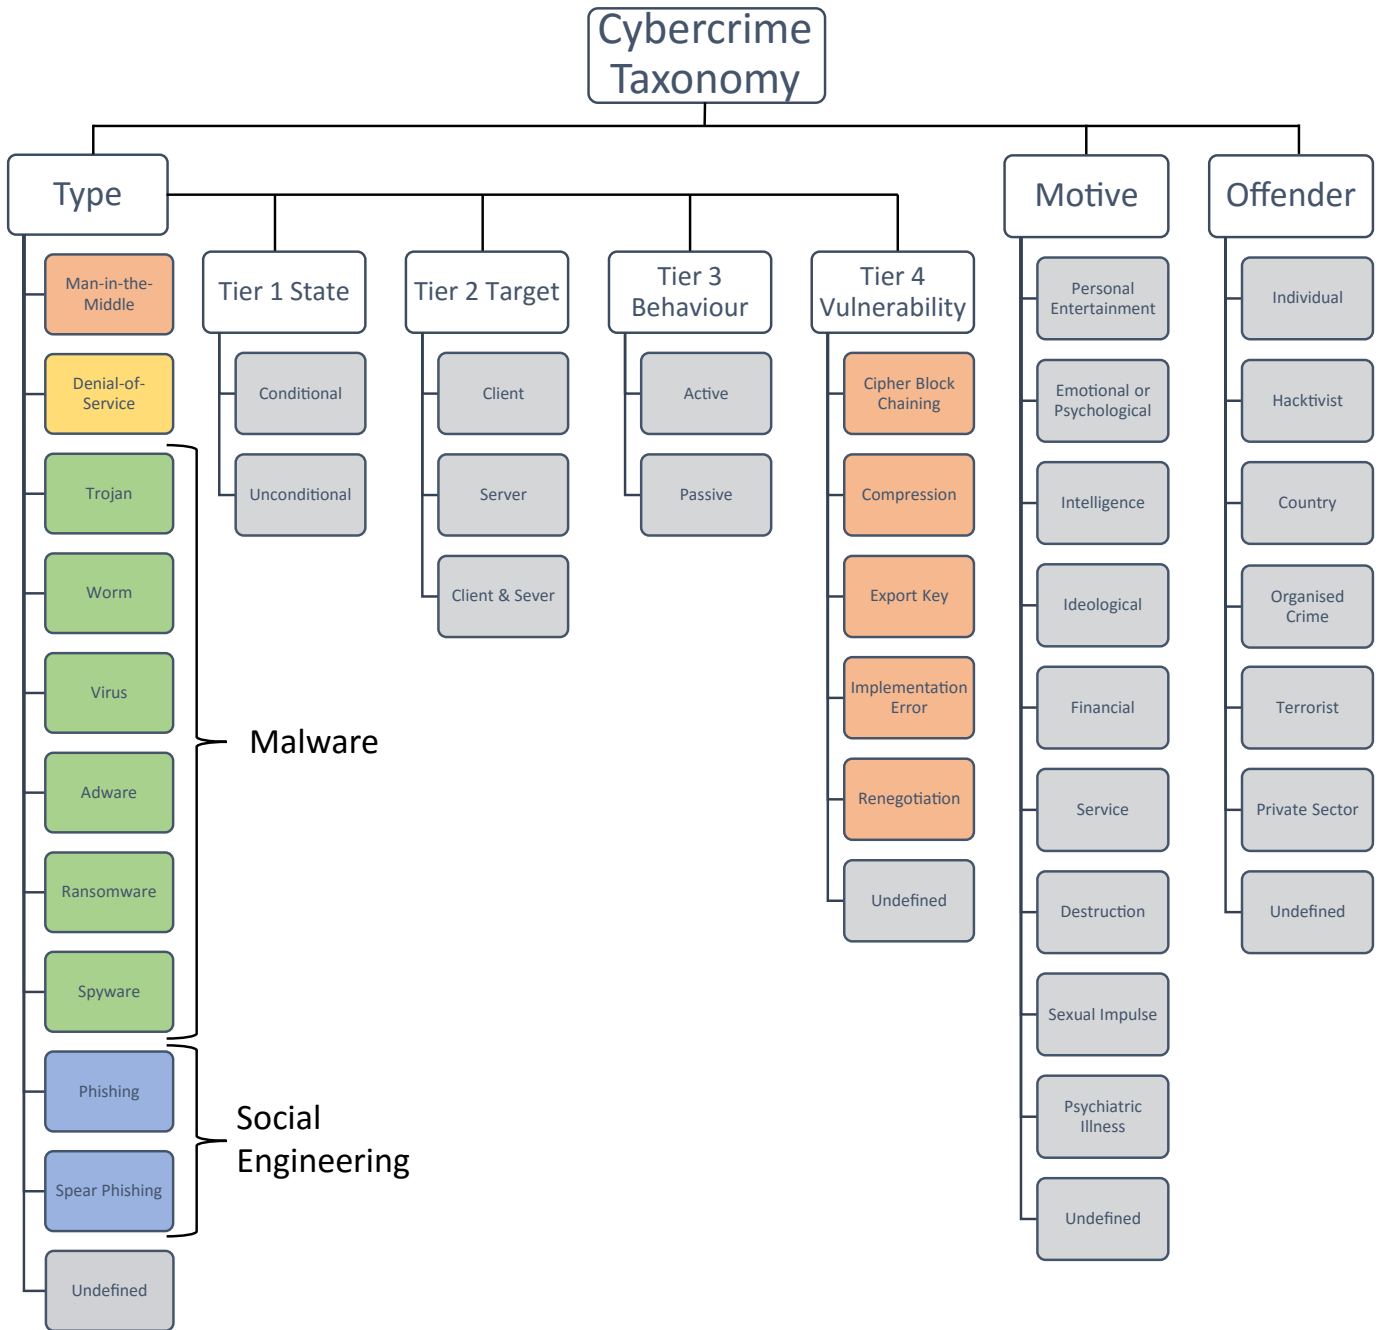 Cybercrime
Taxonomy
Type
Motive
Offender
Tier 1 State
Tier 2 Target
Tier 3
Behaviour
Tier 4
Vulnerability
Man-in-the-
Middle
Denial-of-
Service
Trojan
Worm
Virus
Adware
Ransomware
Spyware
Phishing
Spear Phishing
Undefined
Malware
Social
Engineering
Conditional
Unconditional
Client
Server
Client & Sever
Active
Passive
Cipher Block
Chaining
Compression
Export Key
Implementation
Error
Renegotiation
Undefined
Personal
Entertainment
Emotional or
Psychological
Intelligence
Ideological
Financial
Service
Destruction
Sexual Impulse
Psychiatric
Illness
Undefined
Individual
Hacktivist
Country
Organised
Crime
Terrorist
Private Sector
Undefined